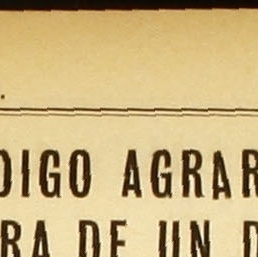 .
DIGO AGRAR
RA DE UN D